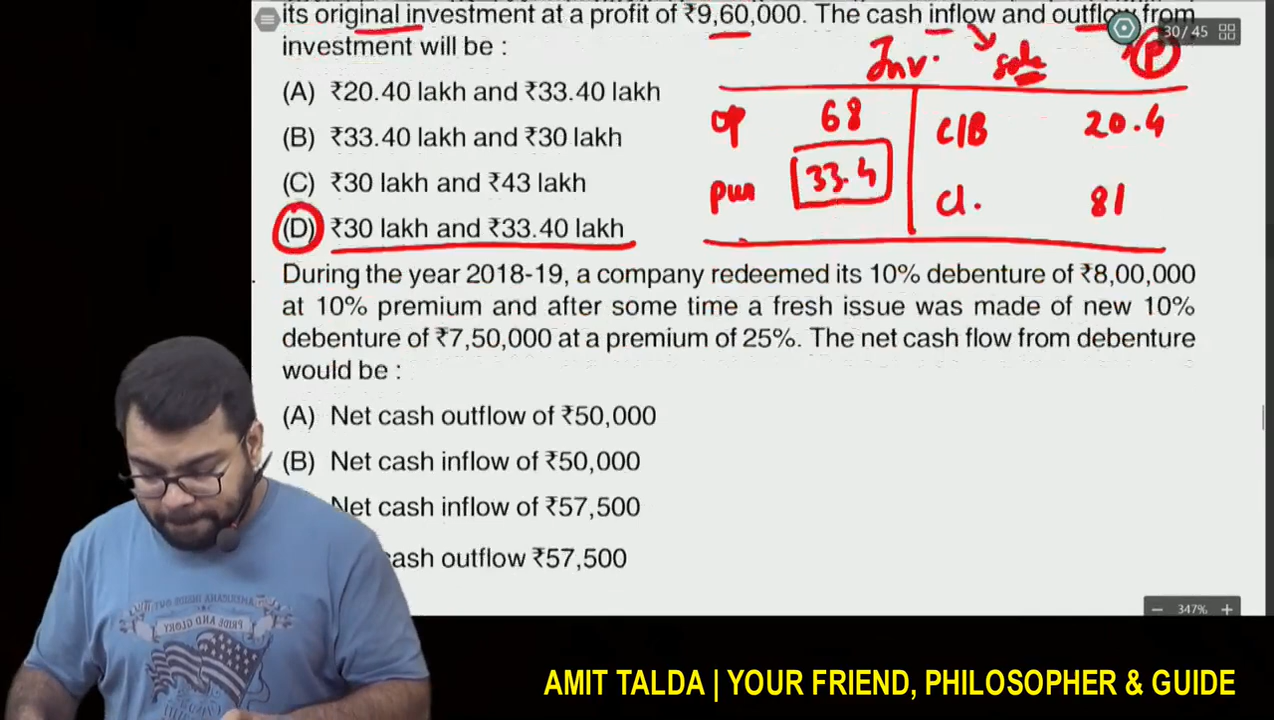 its original investment at a profit of ₹9,60,000. The cash inflow and outflow from
investment will be :
30 / 45
Inv. sale P
(A) ₹20.40 lakh and ₹33.40 lakh
(B) ₹33.40 lakh and ₹30 lakh
(C) ₹30 lakh and ₹43 lakh
(D) ₹30 lakh and ₹33.40 lakh
op 68 C/B 20.4
pur 33.4 Cl. 81
During the year 2018-19, a company redeemed its 10% debenture of ₹8,00,000
at 10% premium and after some time a fresh issue was made of new 10%
debenture of ₹7,50,000 at a premium of 25%. The net cash flow from debenture
would be :
(A) Net cash outflow of ₹50,000
(B) Net cash inflow of ₹50,000
Net cash inflow of ₹57,500
cash outflow ₹57,500
347%
AMIT TALDA | YOUR FRIEND, PHILOSOPHER & GUIDE